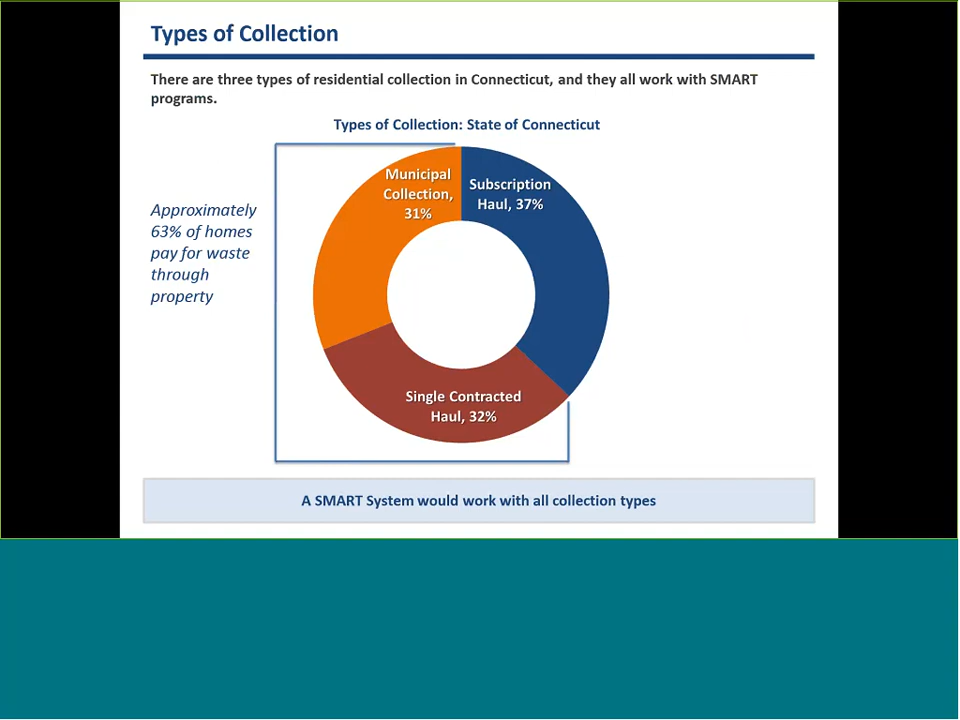 Types of Collection
There are three types of residential collection in Connecticut, and they all work with SMART
programs.
Types of Collection: State of Connecticut
Municipal
Collection,
31%
Subscription
Haul, 37%
Approximately
63% of homes
pay for waste
through
property
Single Contracted
Haul, 32%
A SMART System would work with all collection types